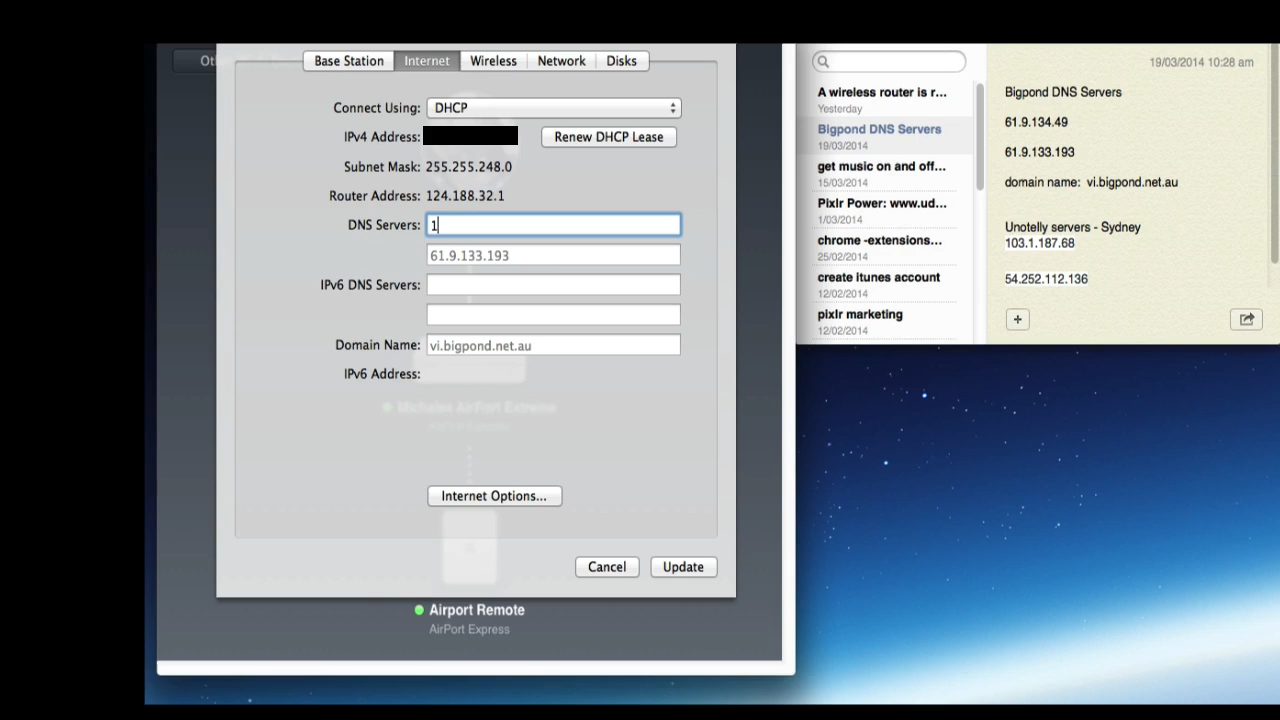 Base Station
Internet
Wireless
Network
Disks
Connect Using: DHCP
IPv4 Address:
Renew DHCP Lease
Subnet Mask: 255.255.248.0
Router Address: 124.188.32.1
DNS Servers: 1
61.9.133.193
IPv6 DNS Servers:
Domain Name: vi.bigpond.net.au
IPv6 Address:
Michales AirPort Extreme
AirPort Extreme
Internet Options...
Cancel
Update
Airport Remote
AirPort Express
A wireless router is r...
Yesterday
Bigpond DNS Servers
19/03/2014
get music on and off...
15/03/2014
Pixlr Power: www.ud...
1/03/2014
chrome -extensions...
25/02/2014
create itunes account
12/02/2014
pixlr marketing
12/02/2014
19/03/2014 10:28 am
Bigpond DNS Servers
61.9.134.49
61.9.133.193
domain name: vi.bigpond.net.au
Unotelly servers - Sydney
103.1.187.68
54.252.112.136